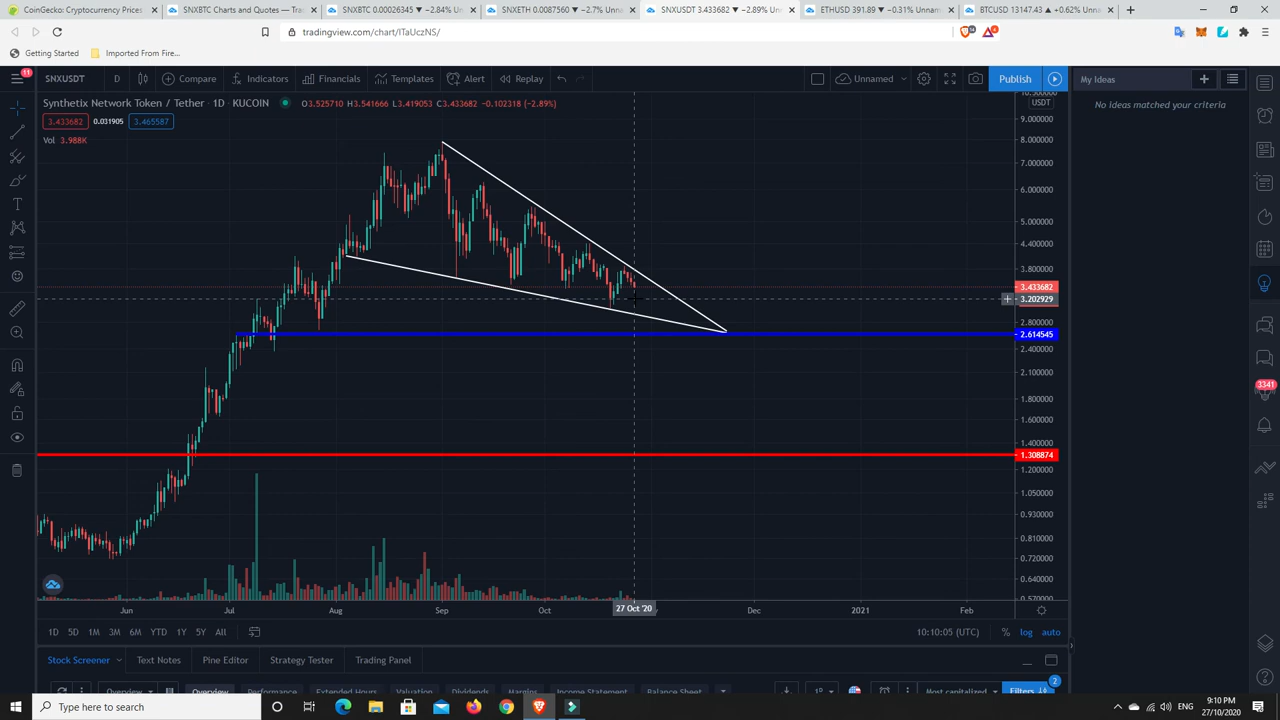 CoinGecko: Cryptocurrency Prices
SNXBTC Charts and Quotes — Tra
SNXBTC 0.00026345 ▼ −2.84% Un
SNXETH 0.0087560 ▼ −2.7% Unna
SNXUSDT 3.433682 ▼ −2.89% Unn
ETHUSD 391.89 ▼ −0.31% Unnam
BTCUSD 13147.43 ▲ +0.62% Unn
tradingview.com/chart/ITaUczNS/
Getting Started
Imported From Fire...
11
SNXUSDT
D
Compare
Indicators
Financials
Templates
Alert
Replay
Unnamed
Publish
My Ideas
Synthetix Network Token / Tether · 1D · KUCOIN
O3.525710 H3.541666 L3.419053 C3.433682 −0.102318 (−2.89%)
USDT
No ideas matched your criteria
3.433682
0.031905
3.465587
Vol 3.988K
9.000000
8.000000
7.000000
6.000000
5.000000
4.400000
3.800000
3.433682
3.202929
2.800000
2.614545
2.400000
2.100000
1.800000
1.600000
1.400000
1.308874
1.200000
1.050000
0.930000
0.810000
0.720000
0.640000
3341
Jun
Jul
Aug
Sep
Oct
27 Oct '20
Dec
2021
Feb
1D 5D 1M 3M 6M YTD 1Y 5Y All
10:10:05 (UTC)
% log auto
Stock Screener
Text Notes
Pine Editor
Strategy Tester
Trading Panel
2
Overview
Overview
Performance
Extended Hours
Valuation
Dividends
Margins
Income Statement
Balance Sheet
Most capitalized
Filters
Type here to search
ENG
9:10 PM
27/10/2020